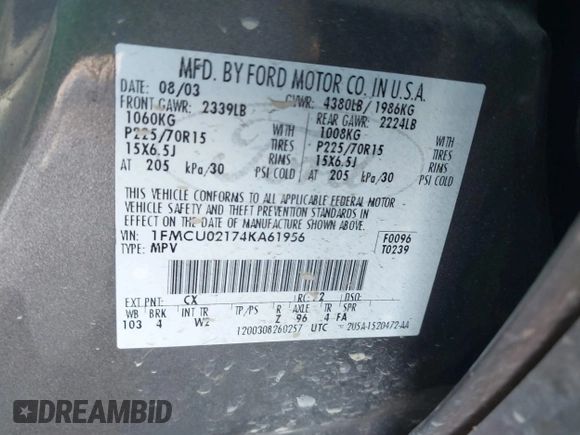 MFD. BY FORD MOTOR CO. IN U.S.A.
DATE: 08/03 GVWR: 4380LB/ 1986KG
FRONT GAWR: 2339LB REAR GAWR: 2224LB
1060KG WITH 1008KG WITH
P225/70R15 TIRES P225/70R15 TIRES
15X6.5J RIMS 15X6.5J RIMS
AT 205 kPa/30 PSI COLD AT 205 kPa/30 PSI COLD
THIS VEHICLE CONFORMS TO ALL APPLICABLE FEDERAL MOTOR
VEHICLE SAFETY AND THEFT PREVENTION STANDARDS IN
EFFECT ON THE DATE OF MANUFACTURE SHOWN ABOVE.
VIN: 1FMCU02174KA61956 F0096
TYPE: MPV T0239
EXT PNT: CX RC: 22 DSO:
WB BRK INT TR TP/PS R AXLE TR SPR
103 4 W2 Z 96 4 FA
1200308260257 UTC 2U5A-1520472-AA
DREAMBID